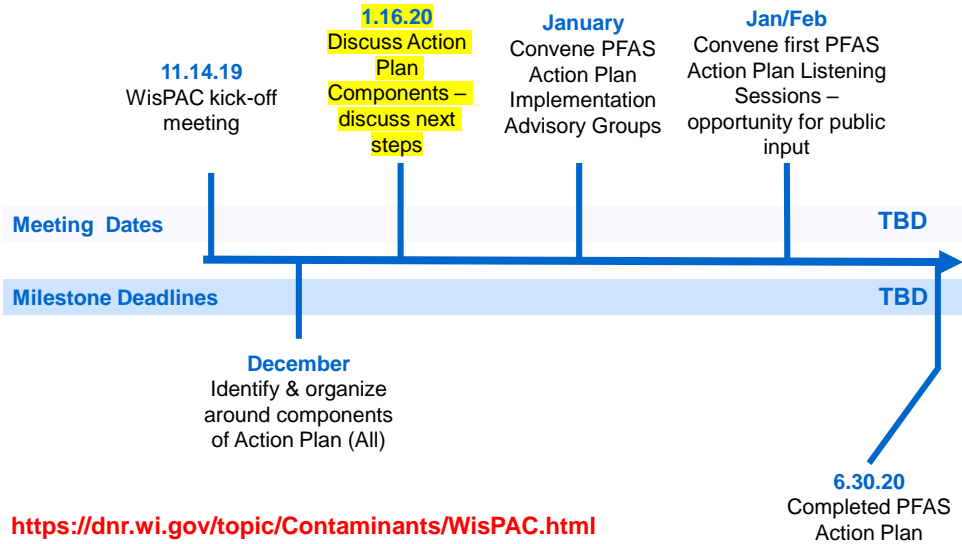 11.14.19
WisPAC kick-off
meeting
1.16.20
Discuss Action
Plan
Components –
discuss next
steps
January
Convene PFAS
Action Plan
Implementation
Advisory Groups
Jan/Feb
Convene first PFAS
Action Plan Listening
Sessions –
opportunity for public
input
Meeting Dates
TBD
Milestone Deadlines
TBD
December
Identify & organize
around components
of Action Plan (All)
6.30.20
Completed PFAS
Action Plan
https://dnr.wi.gov/topic/Contaminants/WisPAC.html